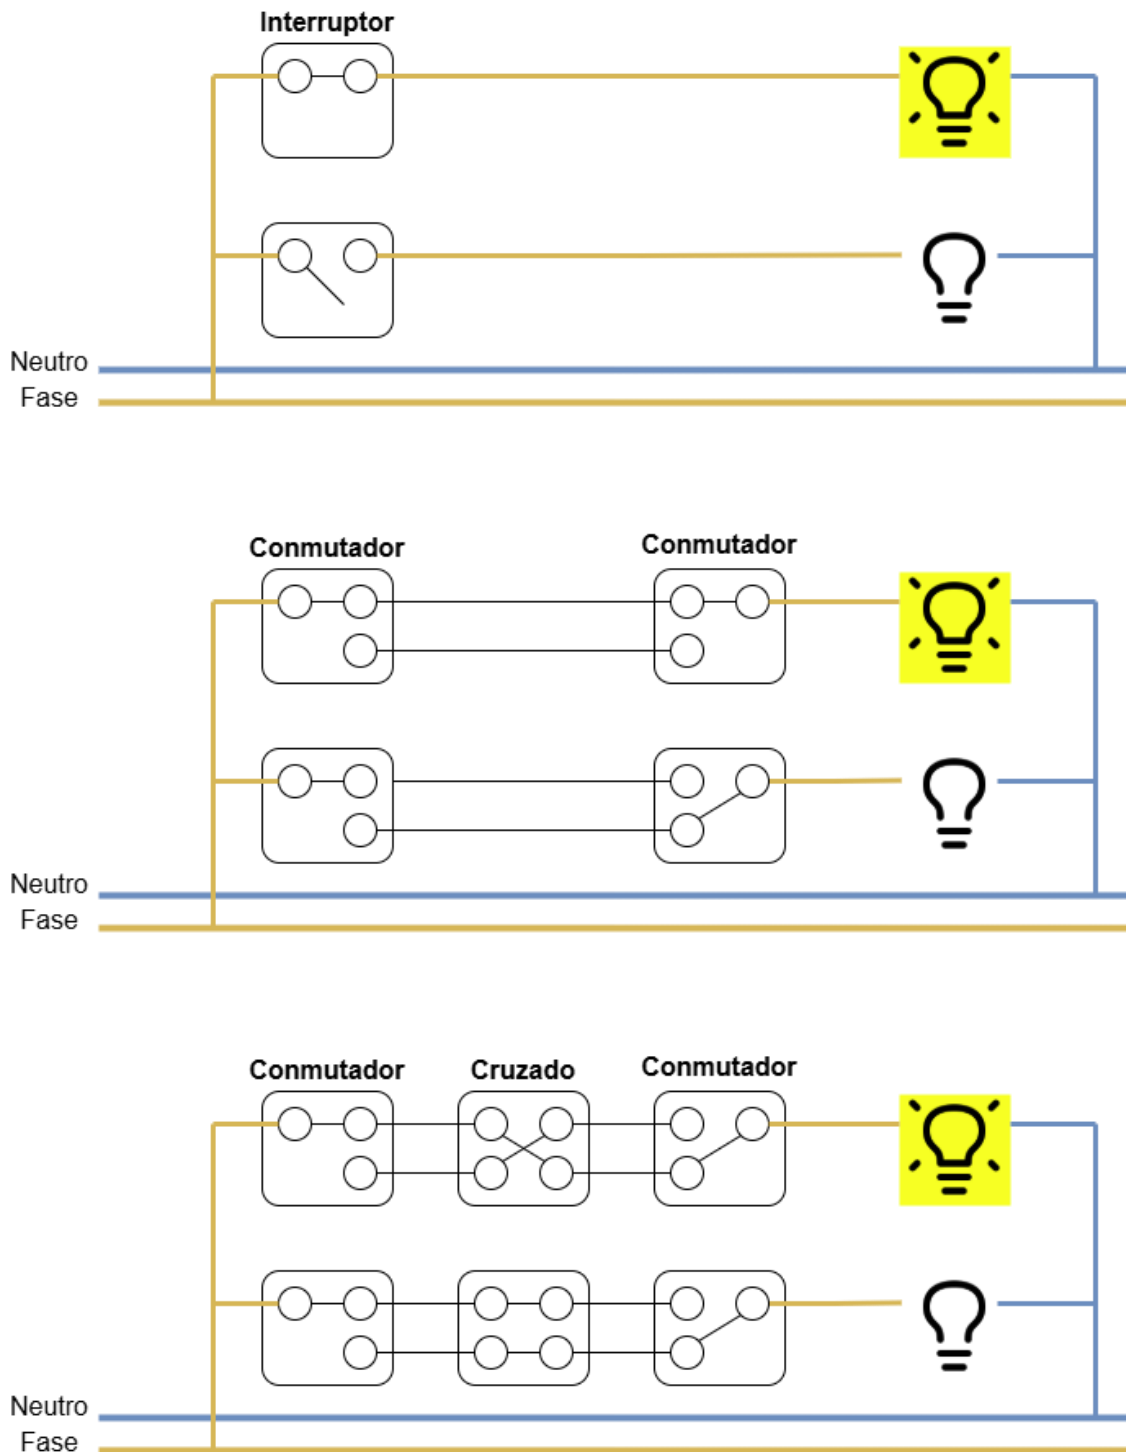 Interruptor
Neutro
Fase
Conmutador
Conmutador
Neutro
Fase
Conmutador
Cruzado
Conmutador
Neutro
Fase